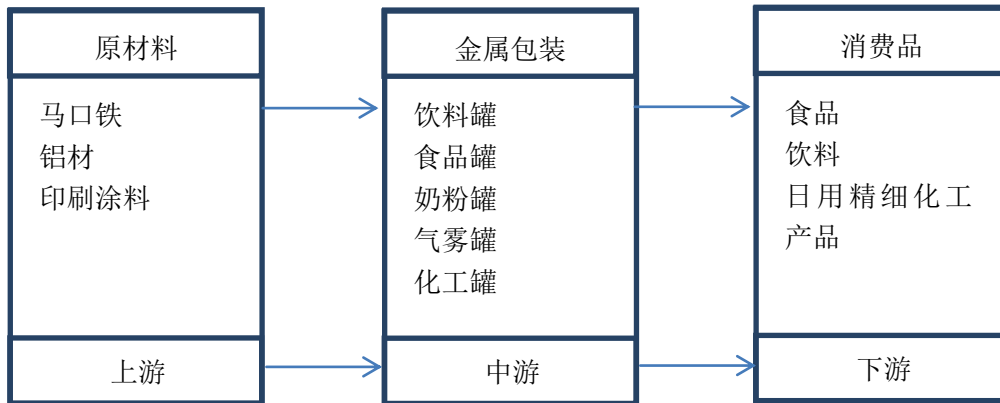 原材料
马口铁
铝材
印刷涂料
上游
金属包装
饮料罐
食品罐
奶粉罐
气雾罐
化工罐
中游
消费品
食品
饮料
日用精细化工
产品
下游